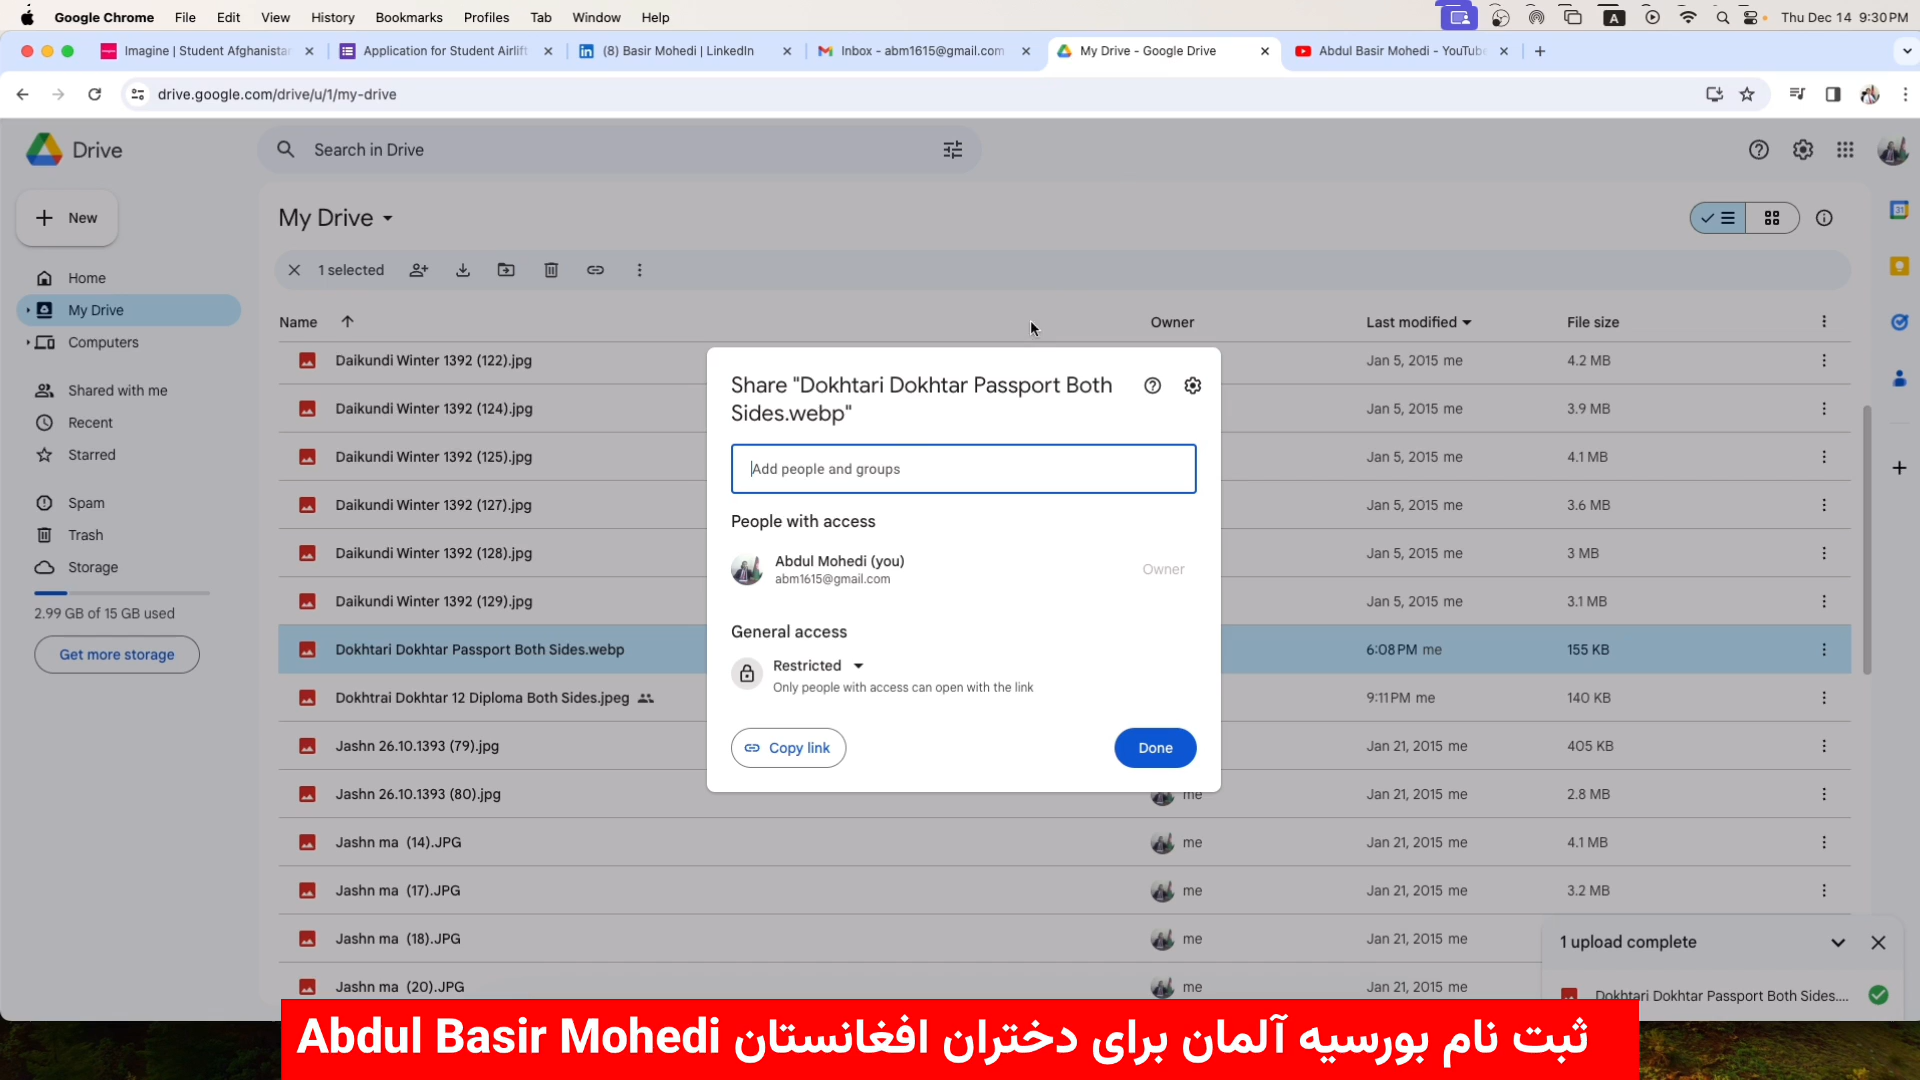 Google Chrome File Edit View History Bookmarks Profiles Tab Window Help
A Thu Dec 14 9:30 PM
Imagine | Student Afghanista
Application for Student Airlift
(8) Basir Mohedi | LinkedIn
Inbox - abm1615@gmail.com
My Drive - Google Drive
Abdul Basir Mohedi - YouTube
drive.google.com/drive/u/1/my-drive
Drive
Search in Drive
New
Home
My Drive
Computers
Shared with me
Recent
Starred
Spam
Trash
Storage
2.99 GB of 15 GB used
Get more storage
My Drive
1 selected
Name Owner Last modified File size
Daikundi Winter 1392 (122).jpg Jan 5, 2015 me 4.2 MB
Daikundi Winter 1392 (124).jpg Jan 5, 2015 me 3.9 MB
Daikundi Winter 1392 (125).jpg Jan 5, 2015 me 4.1 MB
Daikundi Winter 1392 (127).jpg Jan 5, 2015 me 3.6 MB
Daikundi Winter 1392 (128).jpg Jan 5, 2015 me 3 MB
Daikundi Winter 1392 (129).jpg Jan 5, 2015 me 3.1 MB
Dokhtari Dokhtar Passport Both Sides.webp 6:08 PM me 155 KB
Dokhtrai Dokhtar 12 Diploma Both Sides.jpeg 9:11 PM me 140 KB
Jashn 26.10.1393 (79).jpg Jan 21, 2015 me 405 KB
Jashn 26.10.1393 (80).jpg me Jan 21, 2015 me 2.8 MB
Jashn ma (14).JPG me Jan 21, 2015 me 4.1 MB
Jashn ma (17).JPG me Jan 21, 2015 me 3.2 MB
Jashn ma (18).JPG me Jan 21, 2015 me
Jashn ma (20).JPG me Jan 21, 2015 me
Share "Dokhtari Dokhtar Passport Both
Sides.webp"
Add people and groups
People with access
Abdul Mohedi (you)
abm1615@gmail.com
Owner
General access
Restricted
Only people with access can open with the link
Copy link
Done
31
1 upload complete
Dokhtari Dokhtar Passport Both Sides....
ثبت نام بورسیه آلمان برای دختران افغانستان Abdul Basir Mohedi